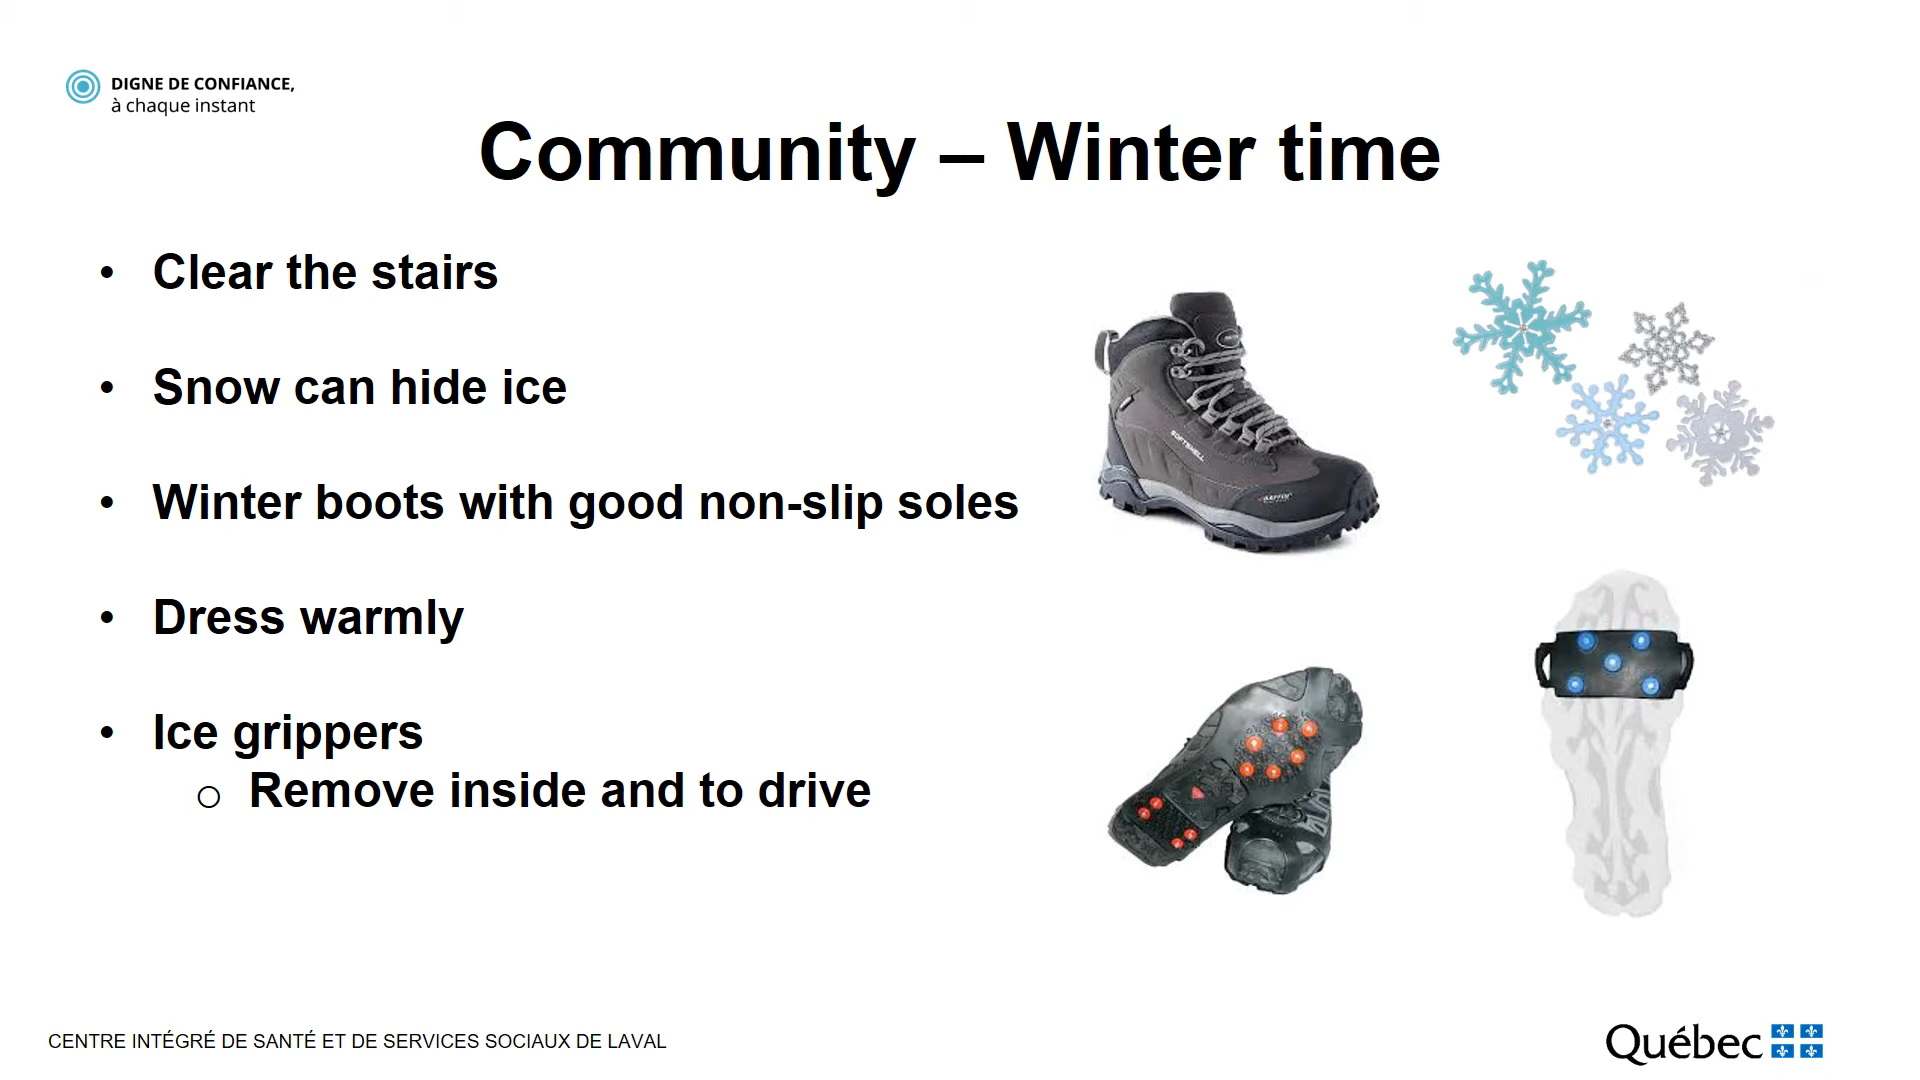 DIGNE DE CONFIANCE,
à chaque instant
Community – Winter time
• Clear the stairs
• Snow can hide ice
• Winter boots with good non-slip soles
• Dress warmly
• Ice grippers
o Remove inside and to drive
SOFTSHELL
BAFFIN
CENTRE INTÉGRÉ DE SANTÉ ET DE SERVICES SOCIAUX DE LAVAL
Québec